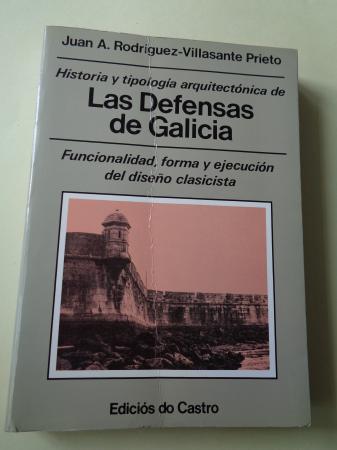 Juan A. Rodríguez-Villasante Prieto
Historia y tipología arquitectónica de
Las Defensas
de Galicia
Funcionalidad, forma y ejecución
del diseño clasicista
Ediciós do Castro